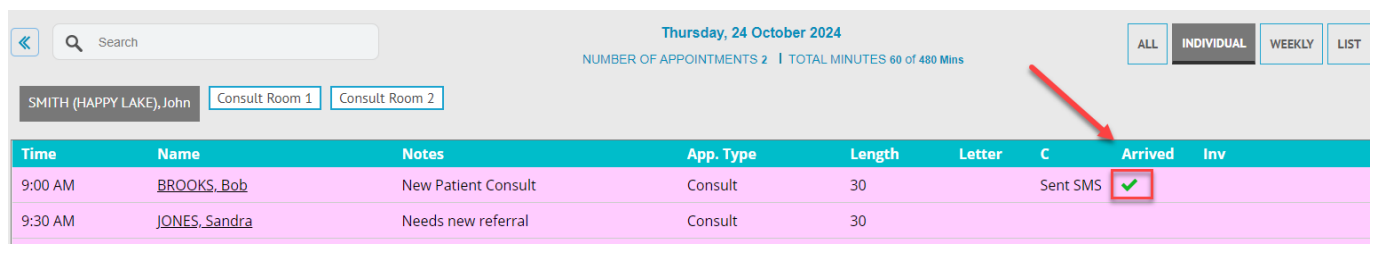 Search
Thursday, 24 October 2024
NUMBER OF APPOINTMENTS 2 | TOTAL MINUTES 60 of 480 Mins
ALL INDIVIDUAL WEEKLY LIST
SMITH (HAPPY LAKE), John Consult Room 1 Consult Room 2
Time Name Notes App. Type Length Letter C Arrived Inv
9:00 AM BROOKS, Bob New Patient Consult Consult 30 Sent SMS ✔
9:30 AM JONES, Sandra Needs new referral Consult 30